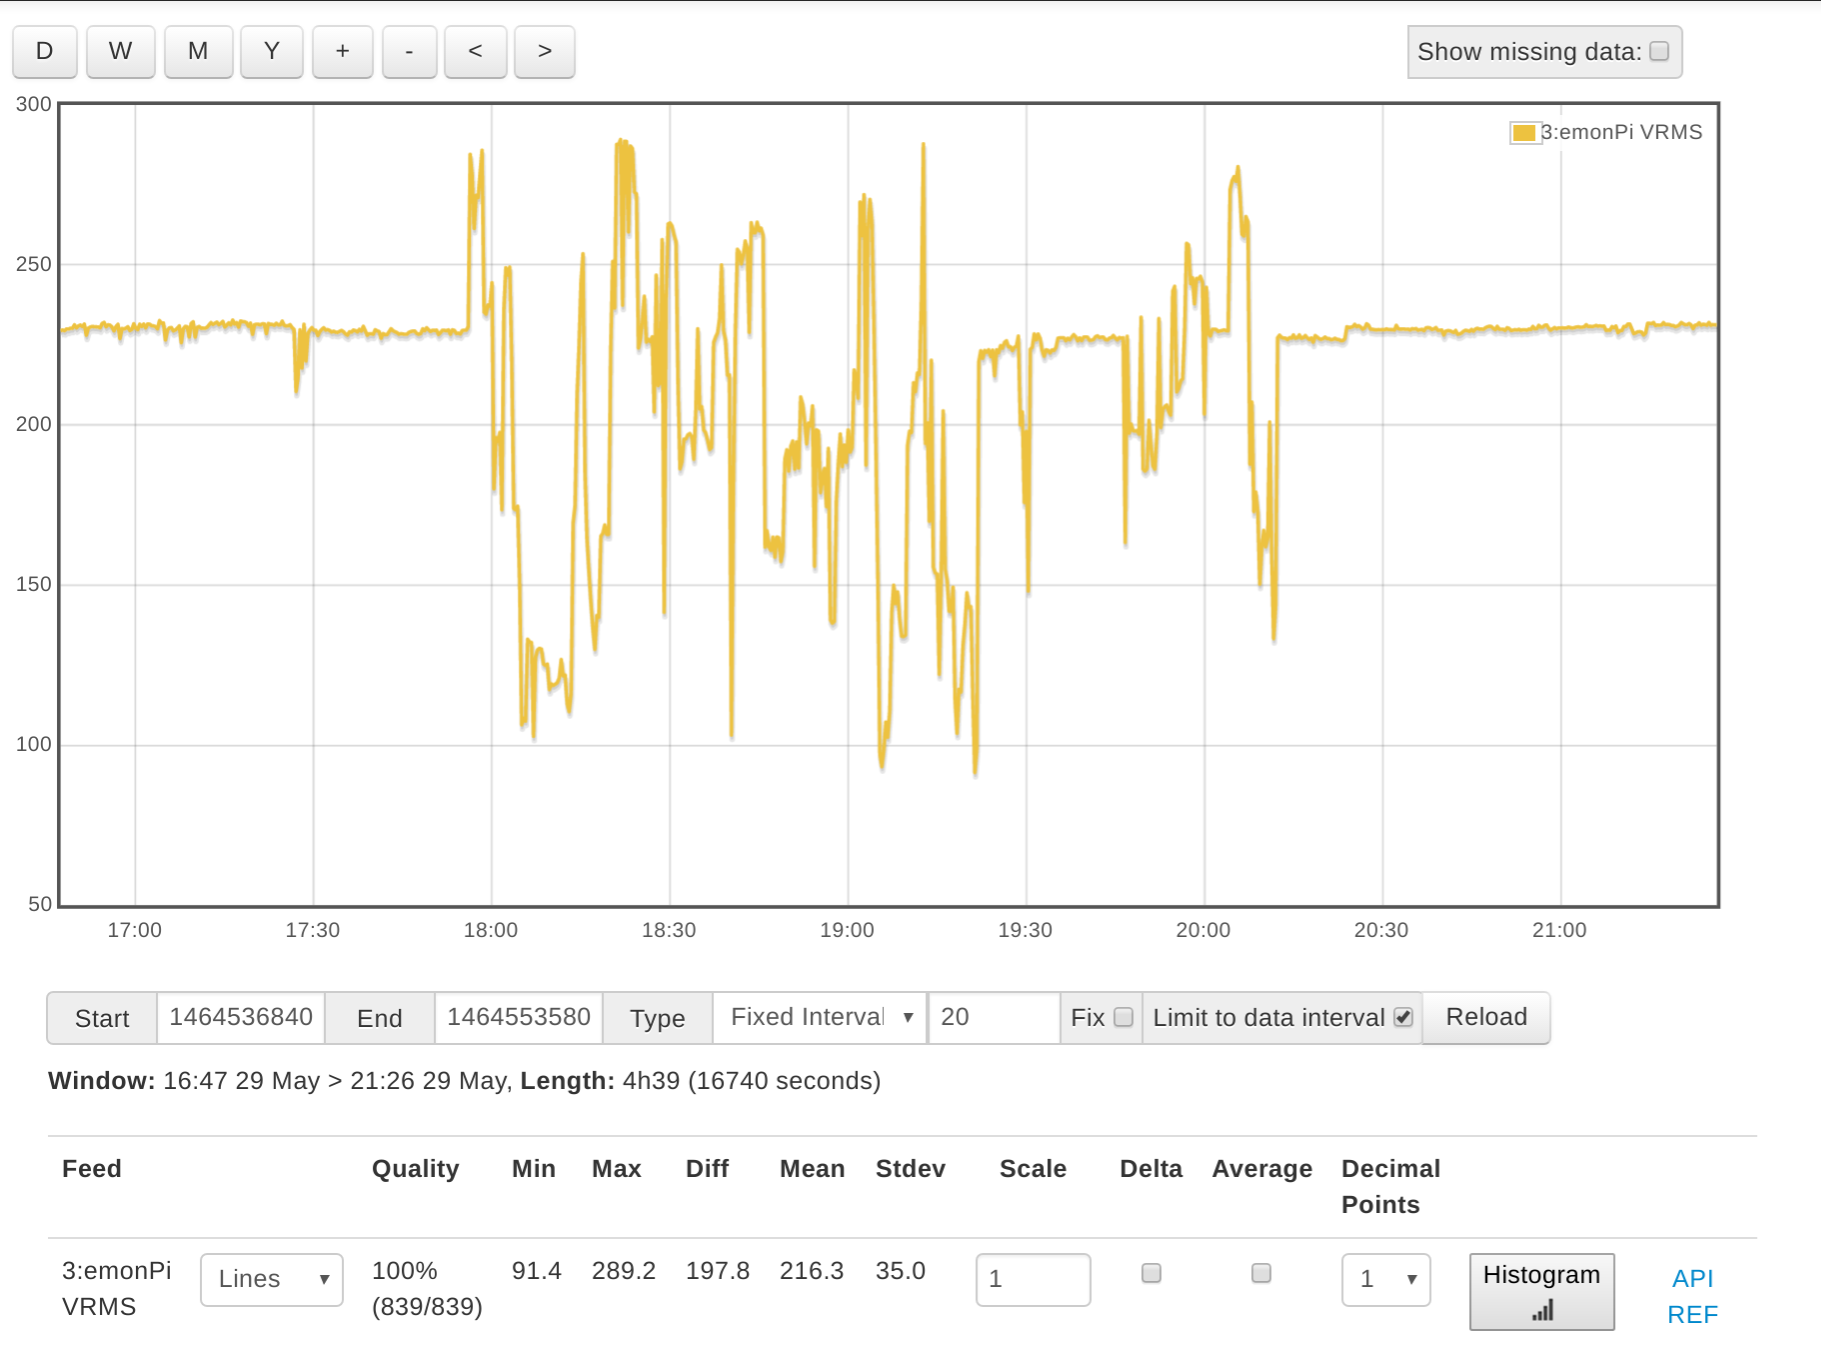 D W M Y + - < >
Show missing data:
300
3:emonPi VRMS
250
200
150
100
50
17:00 17:30 18:00 18:30 19:00 19:30 20:00 20:30 21:00
Start 1464536840 End 1464553580 Type Fixed Interval 20 Fix Limit to data interval Reload
Window: 16:47 29 May > 21:26 29 May, Length: 4h39 (16740 seconds)
Feed Quality Min Max Diff Mean Stdev Scale Delta Average Decimal
Points
3:emonPi Lines 100% 91.4 289.2 197.8 216.3 35.0 1 1 Histogram API
VRMS (839/839) REF